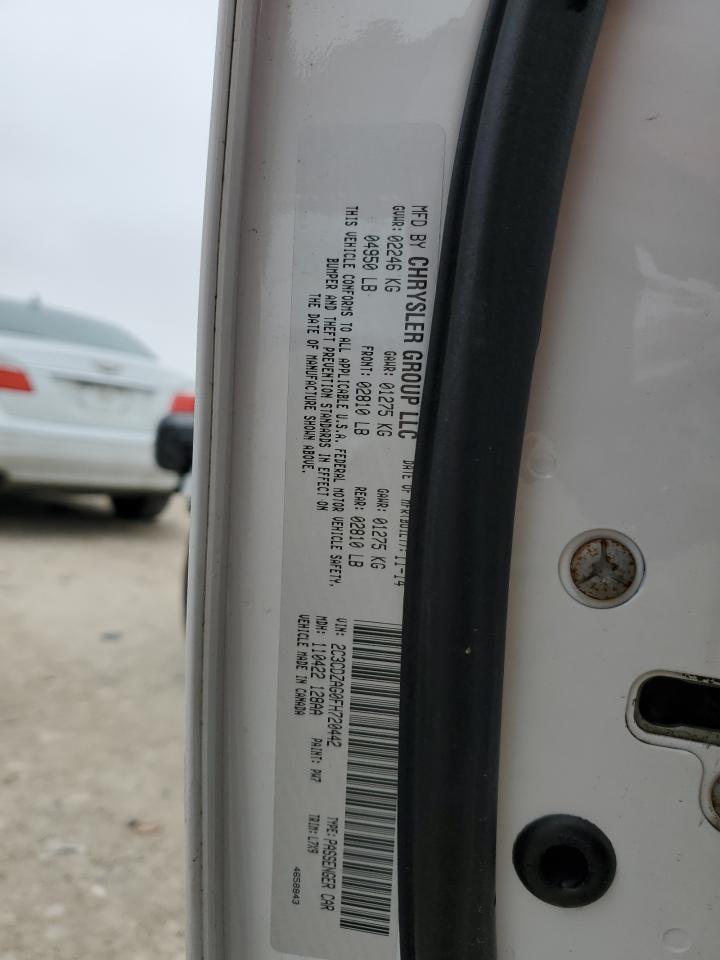 MFD BY CHRYSLER GROUP LLC DATE OF MFR(BUILT): 11-14
GVWR: 02246 KG GAWR: 01275 KG GAWR: 01275 KG
04950 LB FRONT: 02810 LB REAR: 02810 LB
THIS VEHICLE CONFORMS TO ALL APPLICABLE U.S.A. FEDERAL MOTOR VEHICLE SAFETY,
BUMPER AND THEFT PREVENTION STANDARDS IN EFFECT ON
THE DATE OF MANUFACTURE SHOWN ABOVE.
VIN: 2C3CDZAG0FH720442 TYPE: PASSENGER CAR
MDH: 110422 128AA PAINT: PW7 TRIM: L7X9
VEHICLE MADE IN CANADA 4658843